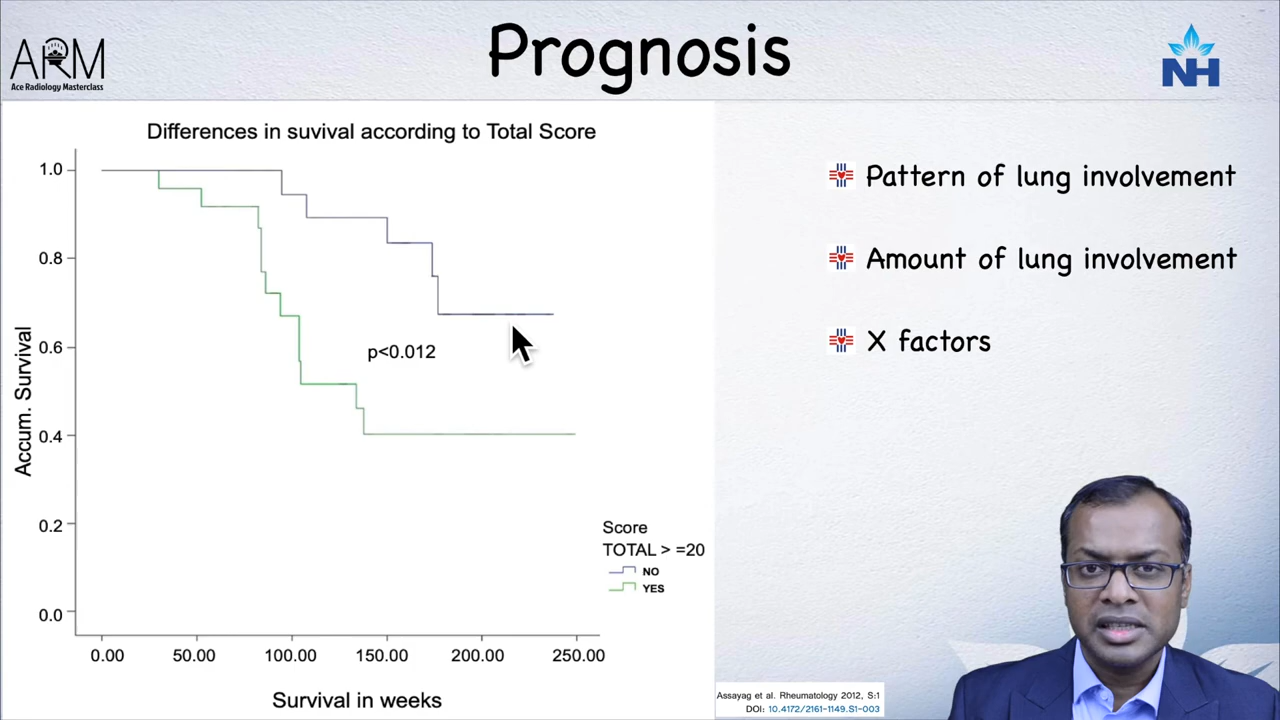 Prognosis
ARM
Ace Radiology Masterclass
NH
Differences in suvival according to Total Score
1.0
0.8
0.6
0.4
0.2
0.0
Accum. Survival
p<0.012
Score
TOTAL > =20
NO
YES
0.00 50.00 100.00 150.00 200.00 250.00
Survival in weeks
Pattern of lung involvement
Amount of lung involvement
X factors
Assayag et al. Rheumatology 2012, S:1
DOI: 10.4172/2161-1149.S1-003